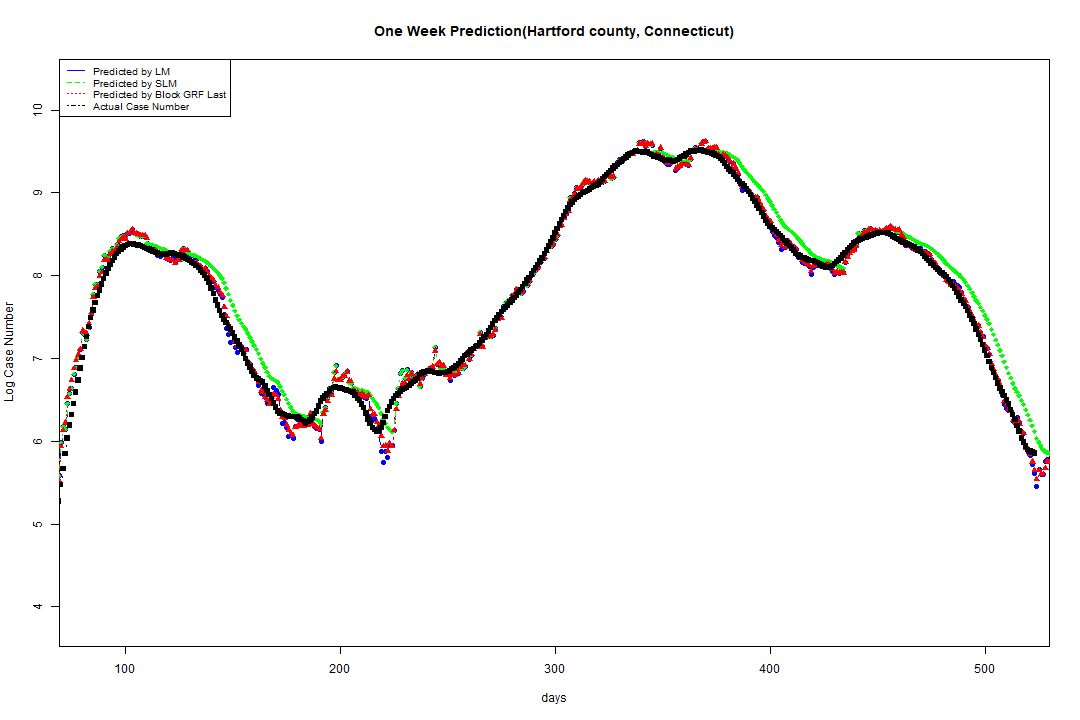 One Week Prediction(Hartford county, Connecticut)
Predicted by LM
Predicted by SLM
Predicted by Block GRF Last
Actual Case Number
10
9
8
7
6
5
4
Log Case Number
100 200 300 400 500
days